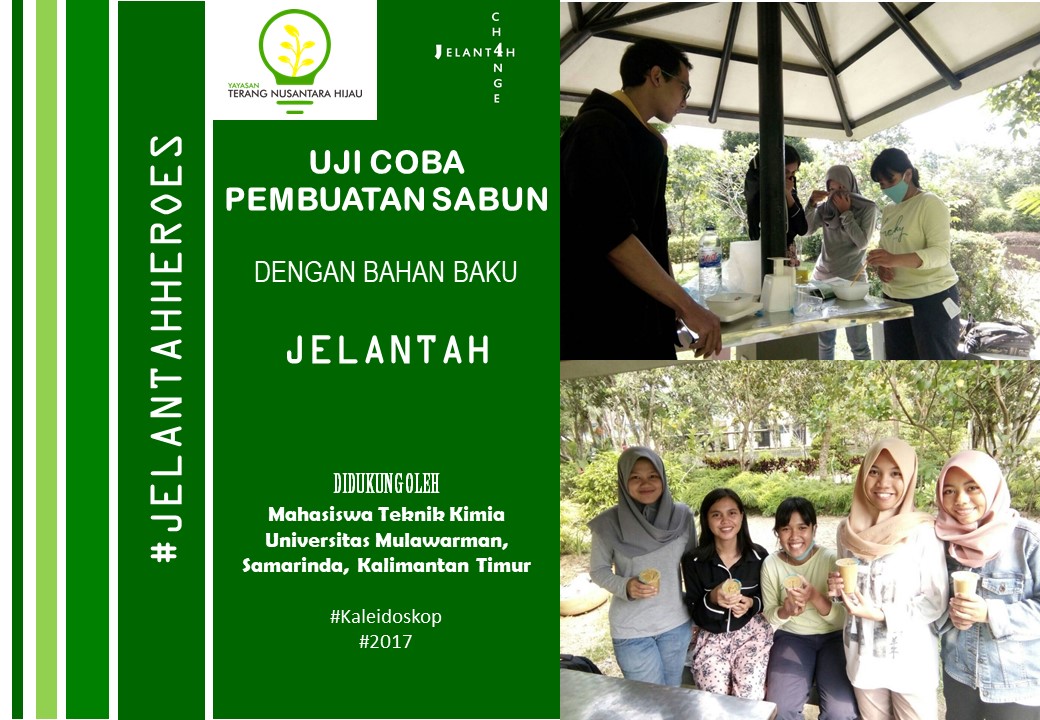 #JELANTAHHEROES
YAYASAN
TERANG NUSANTARA HIJAU
CH4NGE
JELANT4H
UJI COBA
PEMBUATAN SABUN
DENGAN BAHAN BAKU
JELANTAH
DIDUKUNG OLEH
Mahasiswa Teknik Kimia
Universitas Mulawarman,
Samarinda, Kalimantan Timur
#Kaleidoskop
#2017